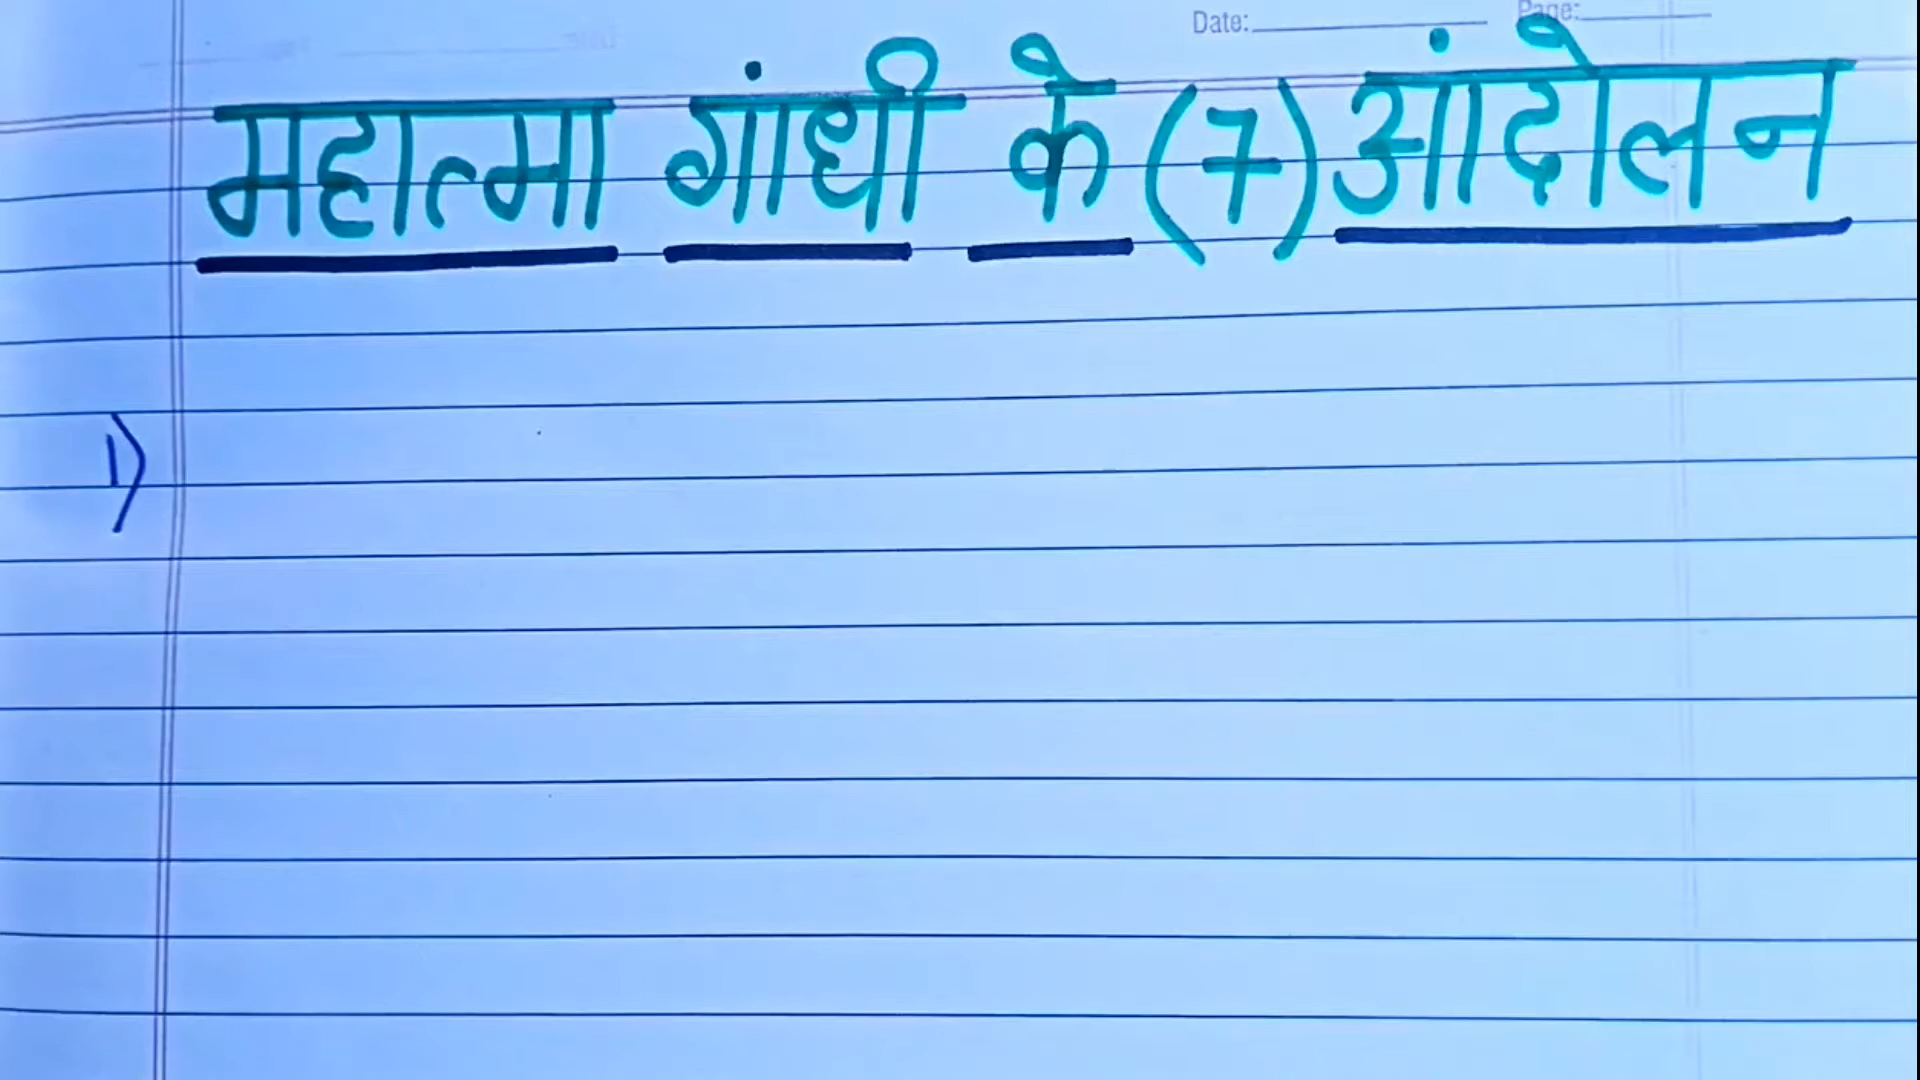 Date: Page:
महात्मा गांधी के (7) आंदोलन
1)